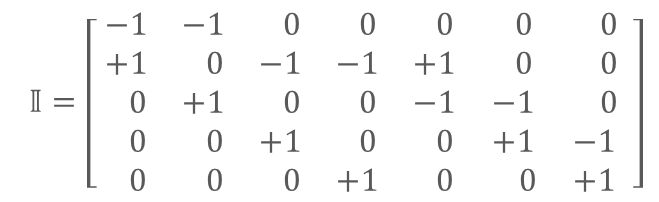 −1 −1 0 0 0 0 0
+1 0 −1 −1 +1 0 0
𝕀 = 0 +1 0 0 −1 −1 0
0 0 +1 0 0 +1 −1
0 0 0 +1 0 0 +1